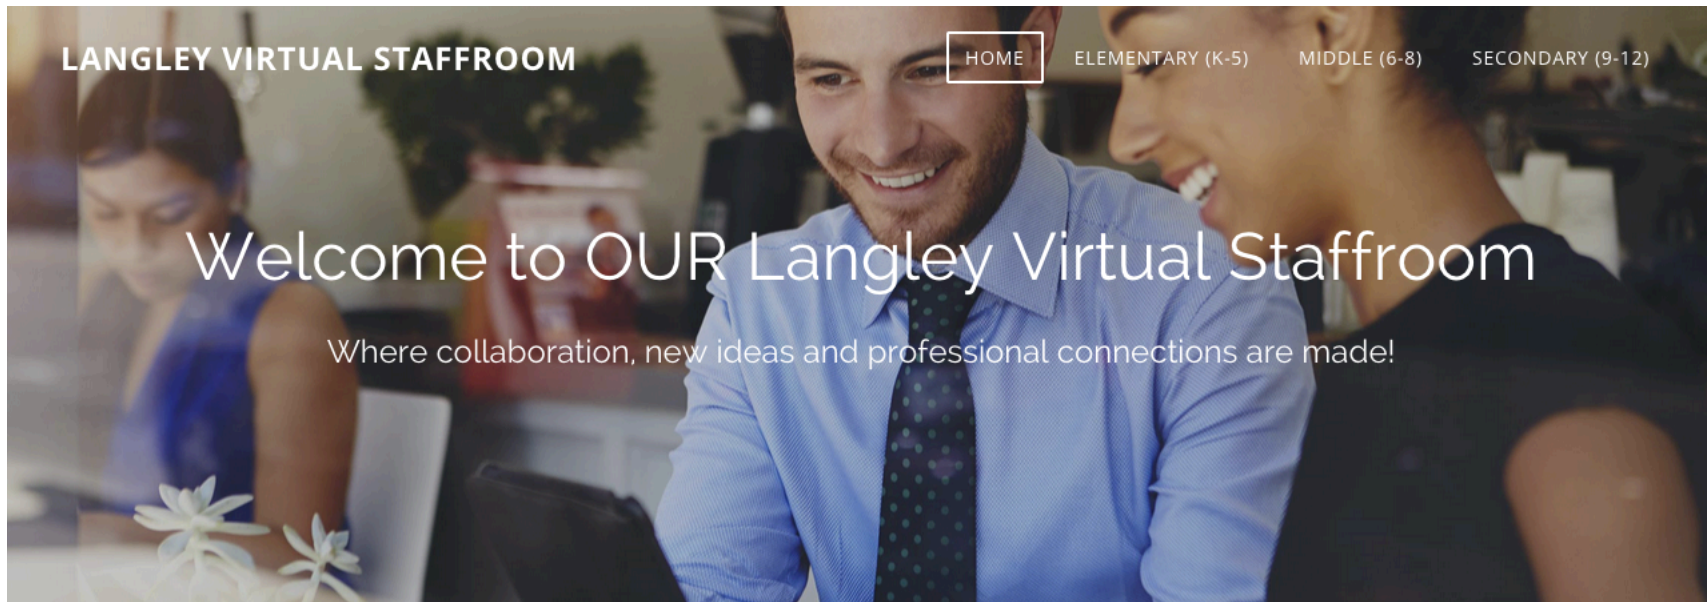 LANGLEY VIRTUAL STAFFROOM
HOME ELEMENTARY (K-5) MIDDLE (6-8) SECONDARY (9-12)
Welcome to OUR Langley Virtual Staffroom
Where collaboration, new ideas and professional connections are made!